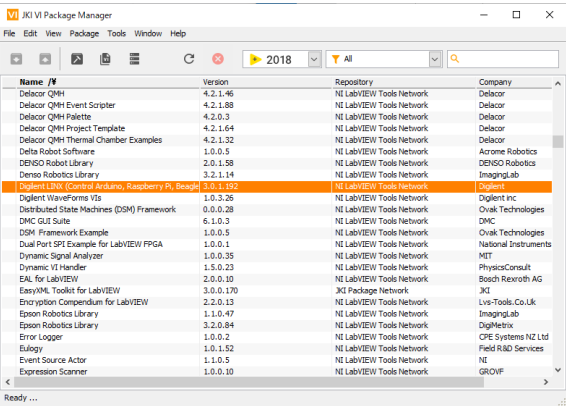 VI JKI VI Package Manager
File Edit View Package Tools Window Help
2018 All
Name /¥ Version Repository Company
Delacor QMH 4.2.1.46 NI LabVIEW Tools Network Delacor
Delacor QMH Event Scripter 4.2.1.88 NI LabVIEW Tools Network Delacor
Delacor QMH Palette 4.2.0.3 NI LabVIEW Tools Network Delacor
Delacor QMH Project Template 4.2.1.64 NI LabVIEW Tools Network Delacor
Delacor QMH Thermal Chamber Examples 4.2.1.32 NI LabVIEW Tools Network Delacor
Delta Robot Software 1.0.0.5 NI LabVIEW Tools Network Acrome Robotics
DENSO Robot Library 2.0.1.58 NI LabVIEW Tools Network DENSO Robotics
Denso Robotics Library 3.2.1.14 NI LabVIEW Tools Network ImagingLab
Digilent LINX (Control Arduino, Raspberry Pi, Beagle 3.0.1.192 NI LabVIEW Tools Network Digilent
Digilent WaveForms VIs 1.0.3.26 NI LabVIEW Tools Network Digilent inc
Distributed State Machines (DSM) Framework 0.0.0.28 NI LabVIEW Tools Network Ovak Technologies
DMC GUI Suite 6.1.0.3 NI LabVIEW Tools Network DMC
DSM Framework Example 1.0.0.5 NI LabVIEW Tools Network Ovak Technologies
Dual Port SPI Example for LabVIEW FPGA 1.0.0.1 NI LabVIEW Tools Network National Instruments
Dynamic Signal Analyzer 1.0.0.35 NI LabVIEW Tools Network MIT
Dynamic VI Handler 1.5.0.23 NI LabVIEW Tools Network PhysicsConsult
EAL for LabVIEW 2.0.0.10 NI LabVIEW Tools Network Bosch Rexroth AG
EasyXML Toolkit for LabVIEW 3.0.0.170 JKI Package Network JKI
Encryption Compendium for LabVIEW 2.2.0.13 NI LabVIEW Tools Network Lvs-Tools.Co.Uk
Epson Robotics Library 1.1.0.47 NI LabVIEW Tools Network ImagingLab
Epson Robotics Library 3.2.0.84 NI LabVIEW Tools Network DigiMetrix
Error Logger 1.0.0.2 NI LabVIEW Tools Network CPE Systems NZ Ltd
Eulogy 1.0.1.52 NI LabVIEW Tools Network Field R&D Services
Event Source Actor 1.1.0.5 NI LabVIEW Tools Network NI
Expression Scanner 1.0.0.10 NI LabVIEW Tools Network GROVF
Ready ...